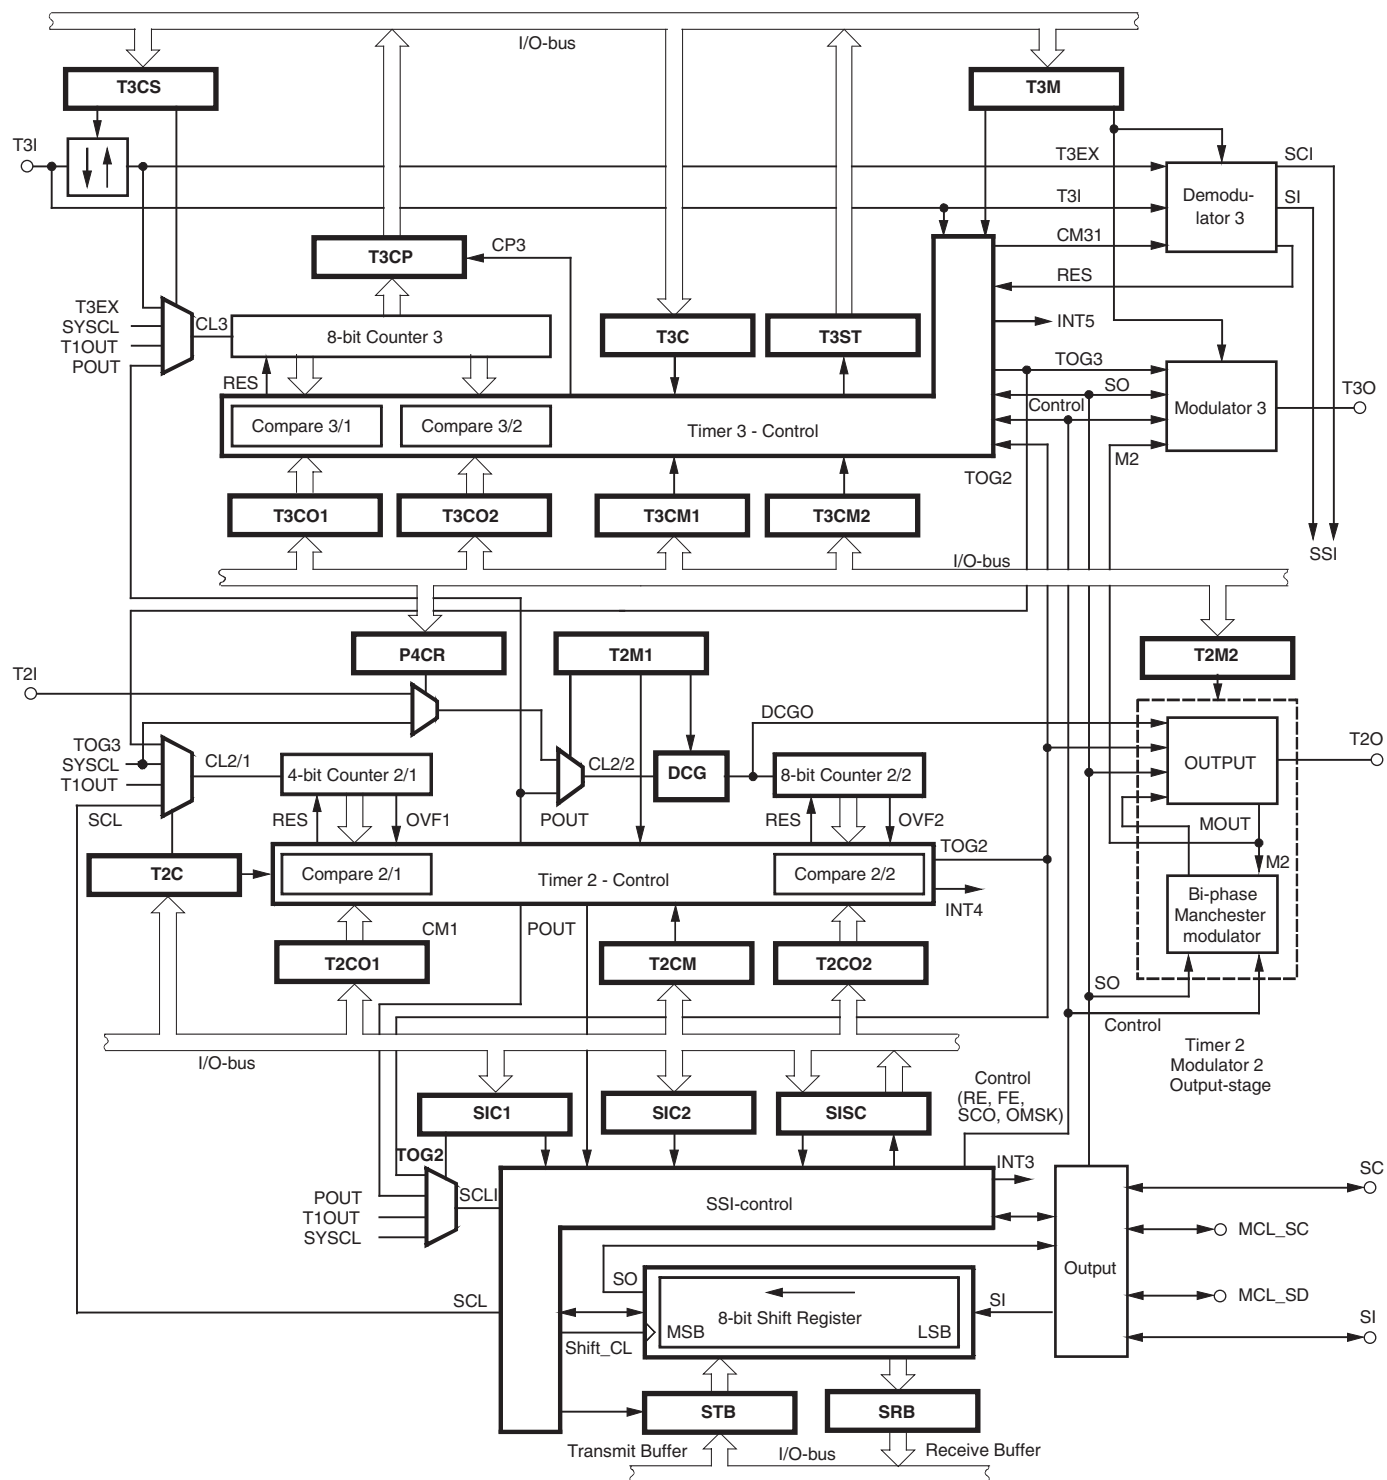 I/O-bus
T3CS
T3M
T3I
T3EX
SCI
T3I
SI
Demodu-
lator 3
CP3
CM31
T3CP
RES
T3EX
SYSCL
T1OUT
POUT
CL3
8-bit Counter 3
T3C
T3ST
INT5
TOG3
RES
SO
T3O
Control
Modulator 3
Compare 3/1
Compare 3/2
Timer 3 - Control
M2
TOG2
T3CO1
T3CO2
T3CM1
T3CM2
SSI
I/O-bus
P4CR
T2M1
T2M2
T2I
DCGO
TOG3
SYSCL
T1OUT
SCL
CL2/1
4-bit Counter 2/1
CL2/2
DCG
8-bit Counter 2/2
OUTPUT
T2O
RES
OVF1
POUT
RES
OVF2
MOUT
TOG2
M2
T2C
Compare 2/1
Timer 2 - Control
Compare 2/2
INT4
Bi-phase
Manchester
modulator
CM1
POUT
T2CO1
T2CM
T2CO2
SO
Control
I/O-bus
Timer 2
Modulator 2
Output-stage
Control
(RE, FE,
SCO, OMSK)
SIC1
SIC2
SISC
TOG2
INT3
SC
POUT
T1OUT
SYSCL
SCLI
SSI-control
MCL_SC
Output
SO
SCL
SI
MCL_SD
8-bit Shift Register
MSB
LSB
SI
Shift_CL
STB
SRB
Transmit Buffer
I/O-bus
Receive Buffer